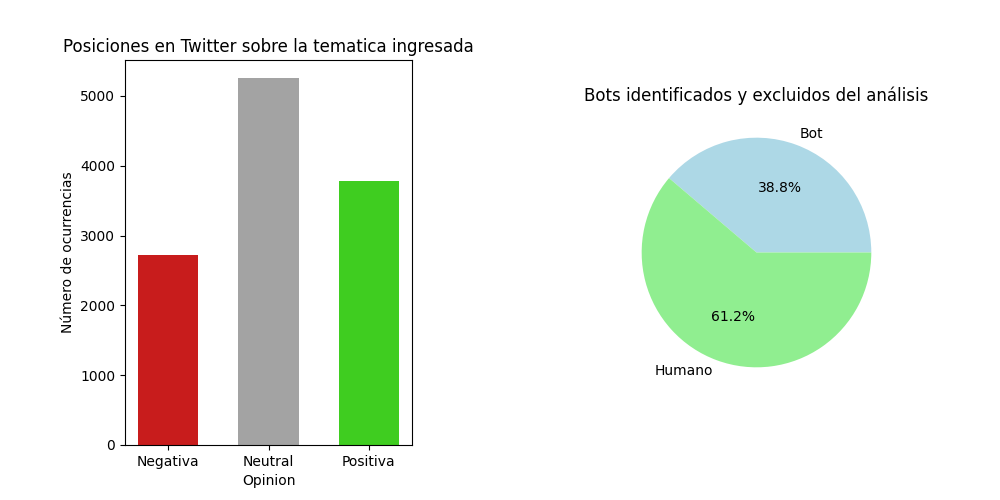 Posiciones en Twitter sobre la tematica ingresada
Número de ocurrencias
5000
4000
3000
2000
1000
0
Negativa
Neutral
Positiva
Opinion
Bots identificados y excluidos del análisis
Bot
38.8%
61.2%
Humano